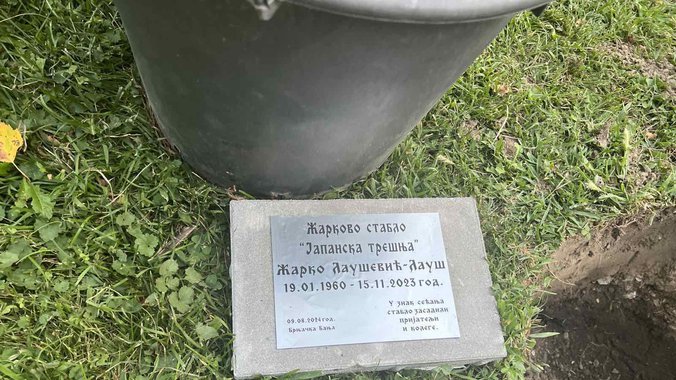 Жарково стабло
"Јапанска трешња"
Жарко Лаушевић-Лауш
19.01.1960 - 15.11.2023 год.
У знак сећања
стабло засадили
пријатељи
и колеге.
09.08.2024 год.
Врњачка Бања